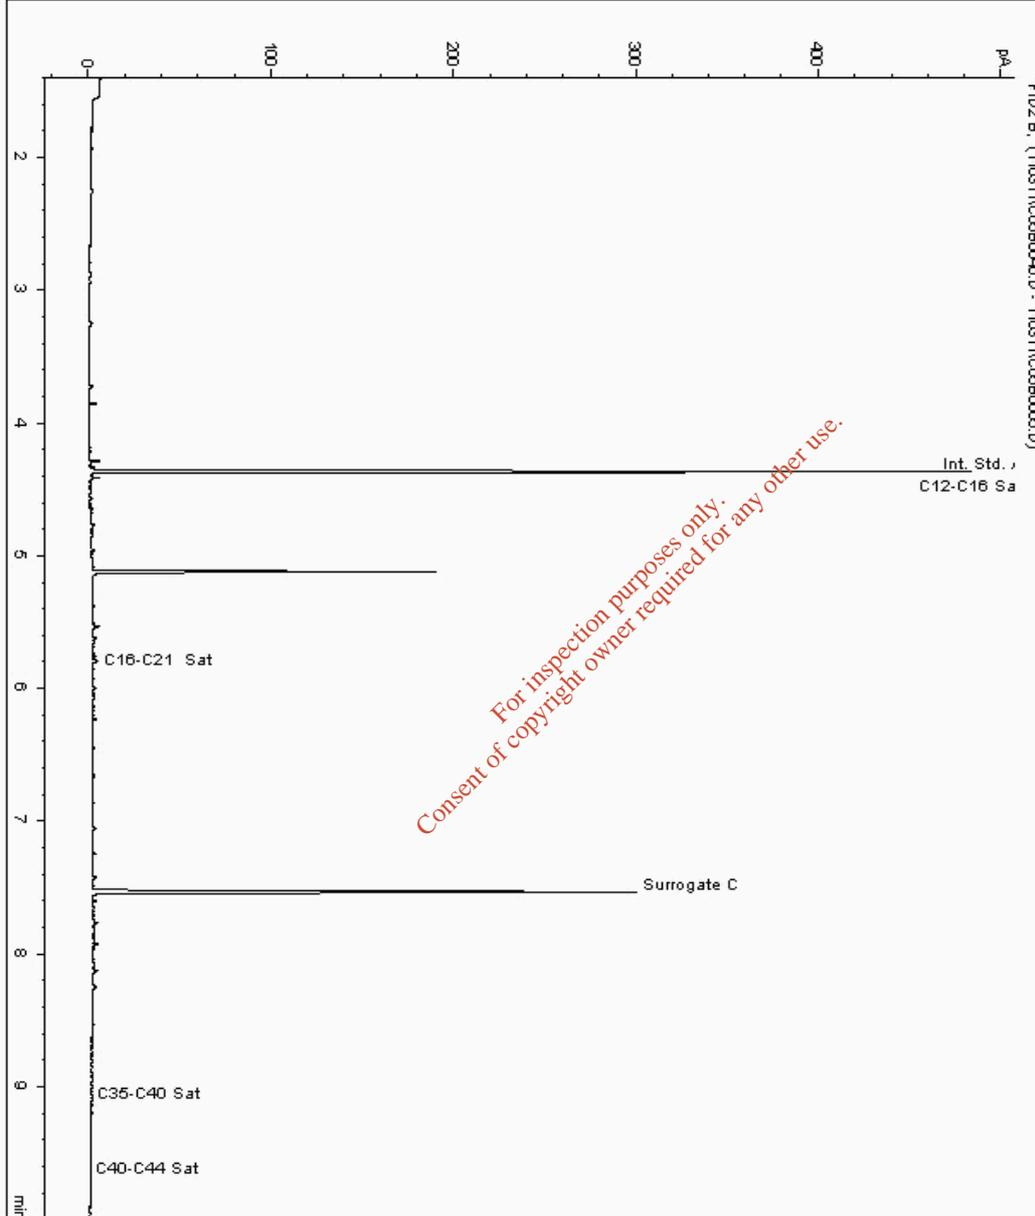 0
100
200
300
400
pA
2
3
4
5
6
7
8
9
Int. Std.
C12-C16 Sa
C16-C21 Sat
Surrogate C
C35-C40 Sat
C40-C44 Sat
For inspection purposes only.
Consent of copyright owner required for any other use.